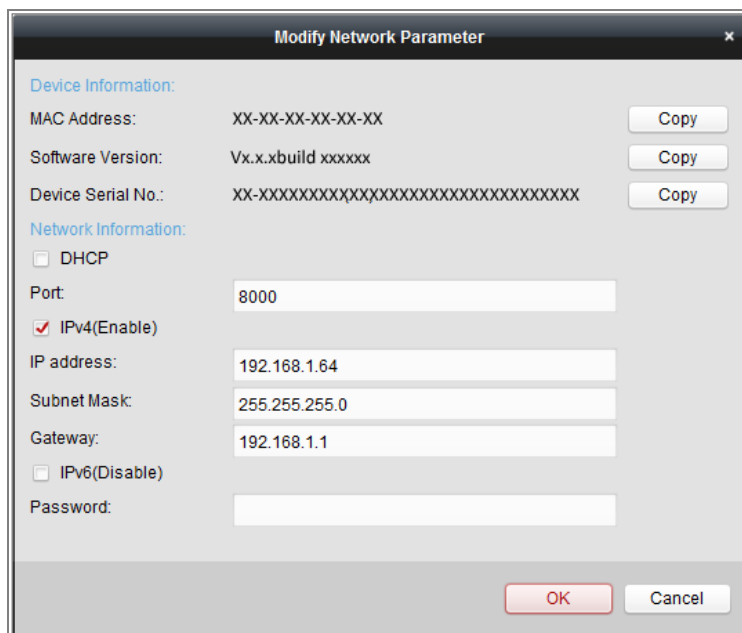 Modify Network Parameter ×
Device Information:
MAC Address: XX-XX-XX-XX-XX-XX Copy
Software Version: Vx.x.xbuild xxxxxx Copy
Device Serial No.: XX-XXXXXXXXXXXXXXXXXXXXXXXXXXXXXXXX Copy
Network Information:
DHCP
Port: 8000
IPv4(Enable)
IP address: 192.168.1.64
Subnet Mask: 255.255.255.0
Gateway: 192.168.1.1
IPv6(Disable)
Password:
OK Cancel